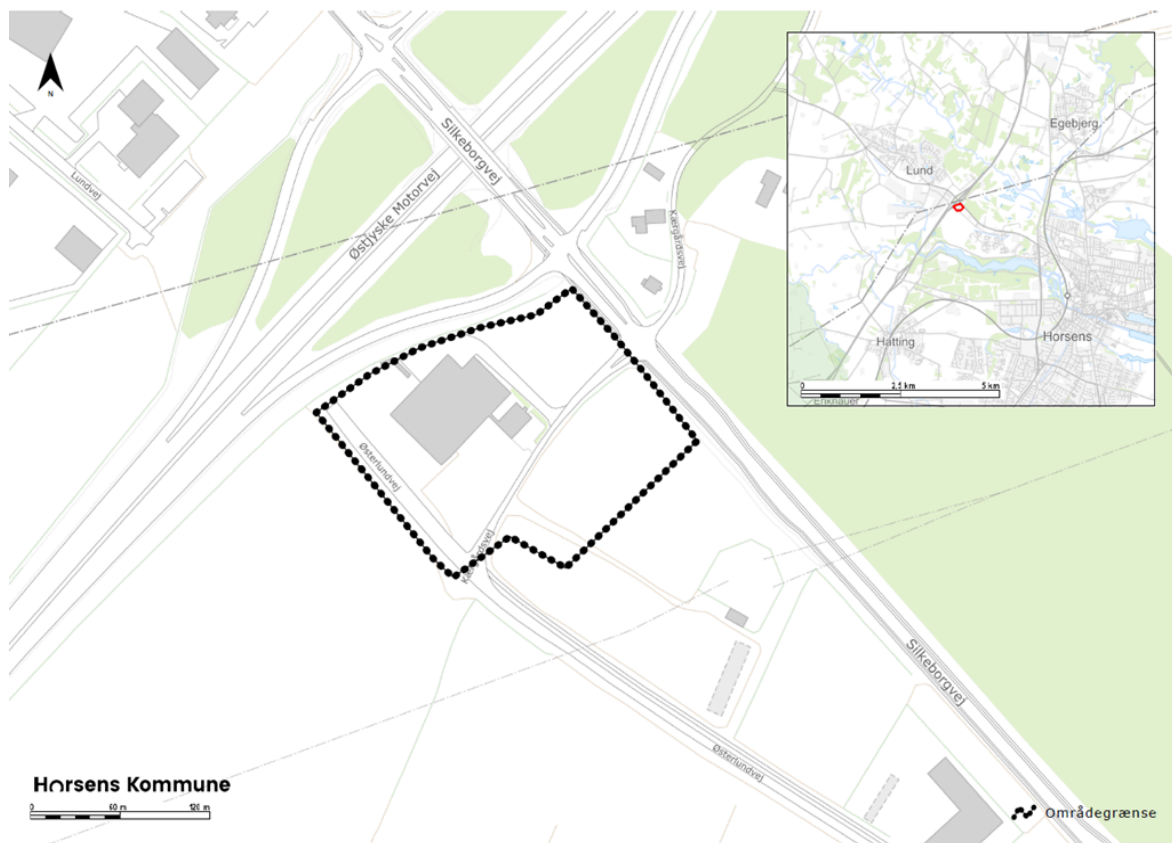 N
Lundvej
Østjyske Motorvej
Silkeborgvej
Kærgårdsvej
Østerlundvej
Kærgårdsvej
Silkeborgvej
Østerlundvej
Egebjerg
Lund
Hatting
Horsens
0 2,5 km 5 km
Horsens Kommune
0 60 m 120 m
Områdegrænse